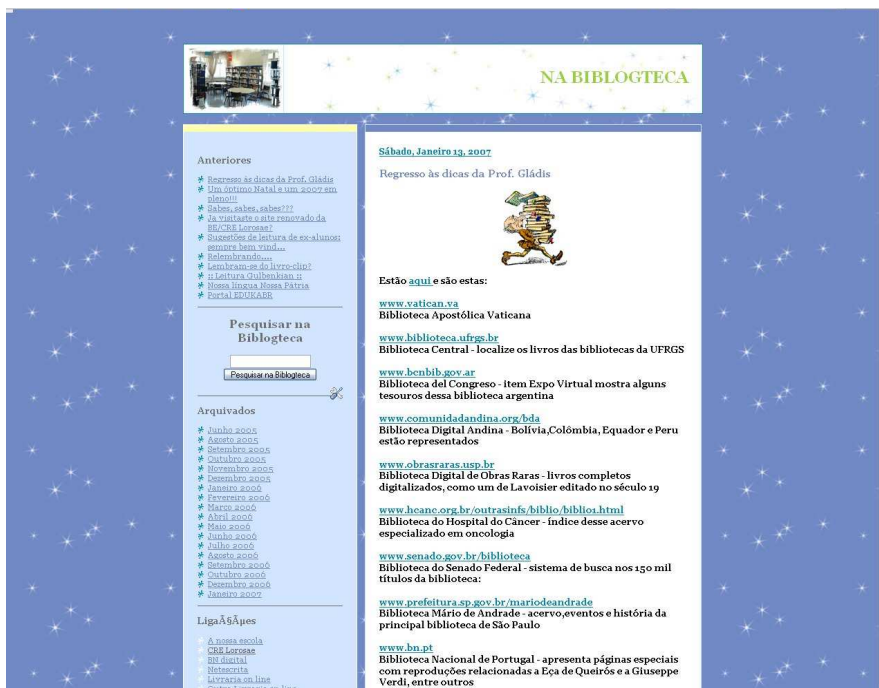 NA BIBLOGTECA
Anteriores
Regresso às dicas da Prof. Gládis
Um óptimo Natal e um 2007 em
pleno!!!
Sabes, sabes, sabes???
Ja visitaste o site renovado da
BE/CRE Lorosae?
Sugestões de leitura de ex-alunos:
sempre bem vind...
Relembrando....
Lembram-se do livro-clip?
:: Leitura Gulbenkian ::
Nossa língua Nossa Pátria
Portal EDUKABR
Pesquisar na
Biblogteca
Pesquisar na Biblogteca
Arquivados
Junho 2005
Agosto 2005
Setembro 2005
Outubro 2005
Novembro 2005
Dezembro 2005
Janeiro 2006
Fevereiro 2006
Março 2006
Abril 2006
Maio 2006
Junho 2006
Julho 2006
Agosto 2006
Setembro 2006
Outubro 2006
Dezembro 2006
Janeiro 2007
LigaÃ§Ãµes
A nossa escola
CRE Lorosae
BN digital
Netescrita
Livraria on line
Outra Livraria on line
Sábado, Janeiro 13, 2007
Regresso às dicas da Prof. Gládis
Estão aqui e são estas:
www.vatican.va
Biblioteca Apostólica Vaticana
www.biblioteca.ufrgs.br
Biblioteca Central - localize os livros das bibliotecas da UFRGS
www.bcnbib.gov.ar
Biblioteca del Congreso - item Expo Virtual mostra alguns
tesouros dessa biblioteca argentina
www.comunidadandina.org/bda
Biblioteca Digital Andina - Bolívia,Colômbia, Equador e Peru
estão representados
www.obrasraras.usp.br
Biblioteca Digital de Obras Raras - livros completos
digitalizados, como um de Lavoisier editado no século 19
www.hcanc.org.br/outrasinfs/biblio/biblio1.html
Biblioteca do Hospital do Câncer - índice desse acervo
especializado em oncologia
www.senado.gov.br/biblioteca
Biblioteca do Senado Federal - sistema de busca nos 150 mil
títulos da biblioteca:
www.prefeitura.sp.gov.br/mariodeandrade
Biblioteca Mário de Andrade - acervo,eventos e história da
principal biblioteca de São Paulo
www.bn.pt
Biblioteca Nacional de Portugal - apresenta páginas especiais
com reproduções relacionadas a Eça de Queirós e a Giuseppe
Verdi, entre outros